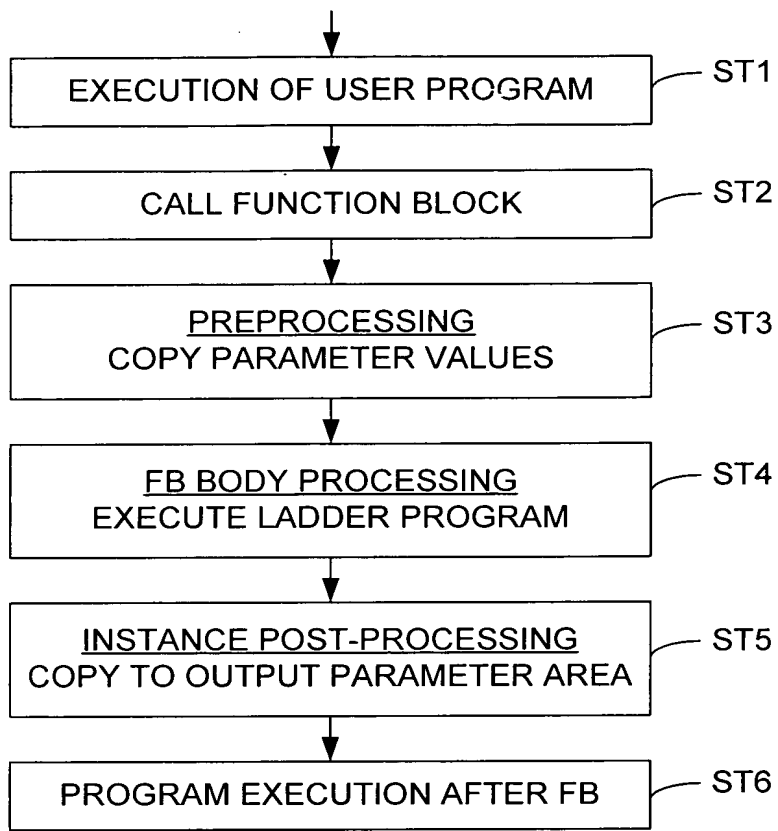 EXECUTION OF USER PROGRAM
ST1
CALL FUNCTION BLOCK
ST2
PREPROCESSING
COPY PARAMETER VALUES
ST3
FB BODY PROCESSING
EXECUTE LADDER PROGRAM
ST4
INSTANCE POST-PROCESSING
COPY TO OUTPUT PARAMETER AREA
ST5
PROGRAM EXECUTION AFTER FB
ST6